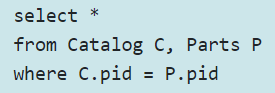 select *
from Catalog C, Parts P
where C.pid = P.pid